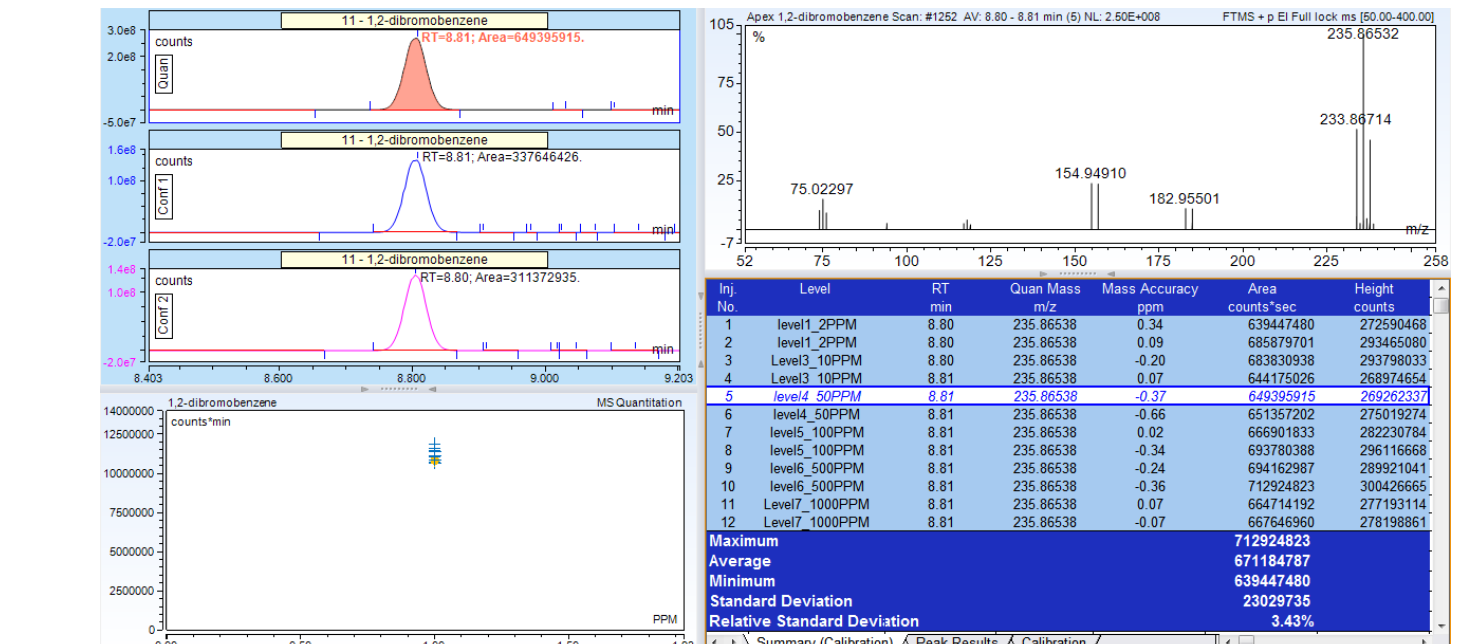 11 - 1,2-dibromobenzene
3.0e8
counts
RT=8.81; Area=649395915.
2.0e8
Quan
min
-5.0e7
11 - 1,2-dibromobenzene
1.6e8
counts
RT=8.81; Area=337646426.
1.0e8
Conf 1
min
-2.0e7
11 - 1,2-dibromobenzene
1.4e8
counts
RT=8.80; Area=311372935.
1.0e8
Conf 2
min
-2.0e7
8.403 8.600 8.800 9.000 9.203
1,2-dibromobenzene MS Quantitation
14000000
counts*min
12500000
10000000
7500000
5000000
2500000
PPM
0
Apex 1,2-dibromobenzene Scan: #1252 AV: 8.80 - 8.81 min (5) NL: 2.50E+008 FTMS + p EI Full lock ms [50.00-400.00]
105
%
235.86532
75
233.86714
50
154.94910
25
75.02297
182.95501
m/z
-7
52 75 100 125 150 175 200 225 258
Inj. Level RT Quan Mass Mass Accuracy Area Height
No. min m/z ppm counts*sec counts
1 level1_2PPM 8.80 235.86538 0.34 639447480 272590468
2 level1_2PPM 8.80 235.86538 0.09 685879701 293465080
3 Level3_10PPM 8.80 235.86538 -0.20 683830938 293798033
4 Level3_10PPM 8.81 235.86538 0.07 644175026 268974654
5 level4_50PPM 8.81 235.86538 -0.37 649395915 269262337
6 level4_50PPM 8.81 235.86538 -0.66 651357202 275019274
7 level5_100PPM 8.81 235.86538 0.02 666901833 282230784
8 level5_100PPM 8.81 235.86538 -0.34 693780388 296116668
9 level6_500PPM 8.81 235.86538 -0.24 694162987 289921041
10 level6_500PPM 8.81 235.86538 -0.36 712924823 300426665
11 Level7_1000PPM 8.81 235.86538 0.07 664714192 277193114
12 Level7_1000PPM 8.81 235.86538 -0.07 667646960 278198861
Maximum 712924823
Average 671184787
Minimum 639447480
Standard Deviation 23029735
Relative Standard Deviation 3.43%
Summary (Calibration) Peak Results Calibration